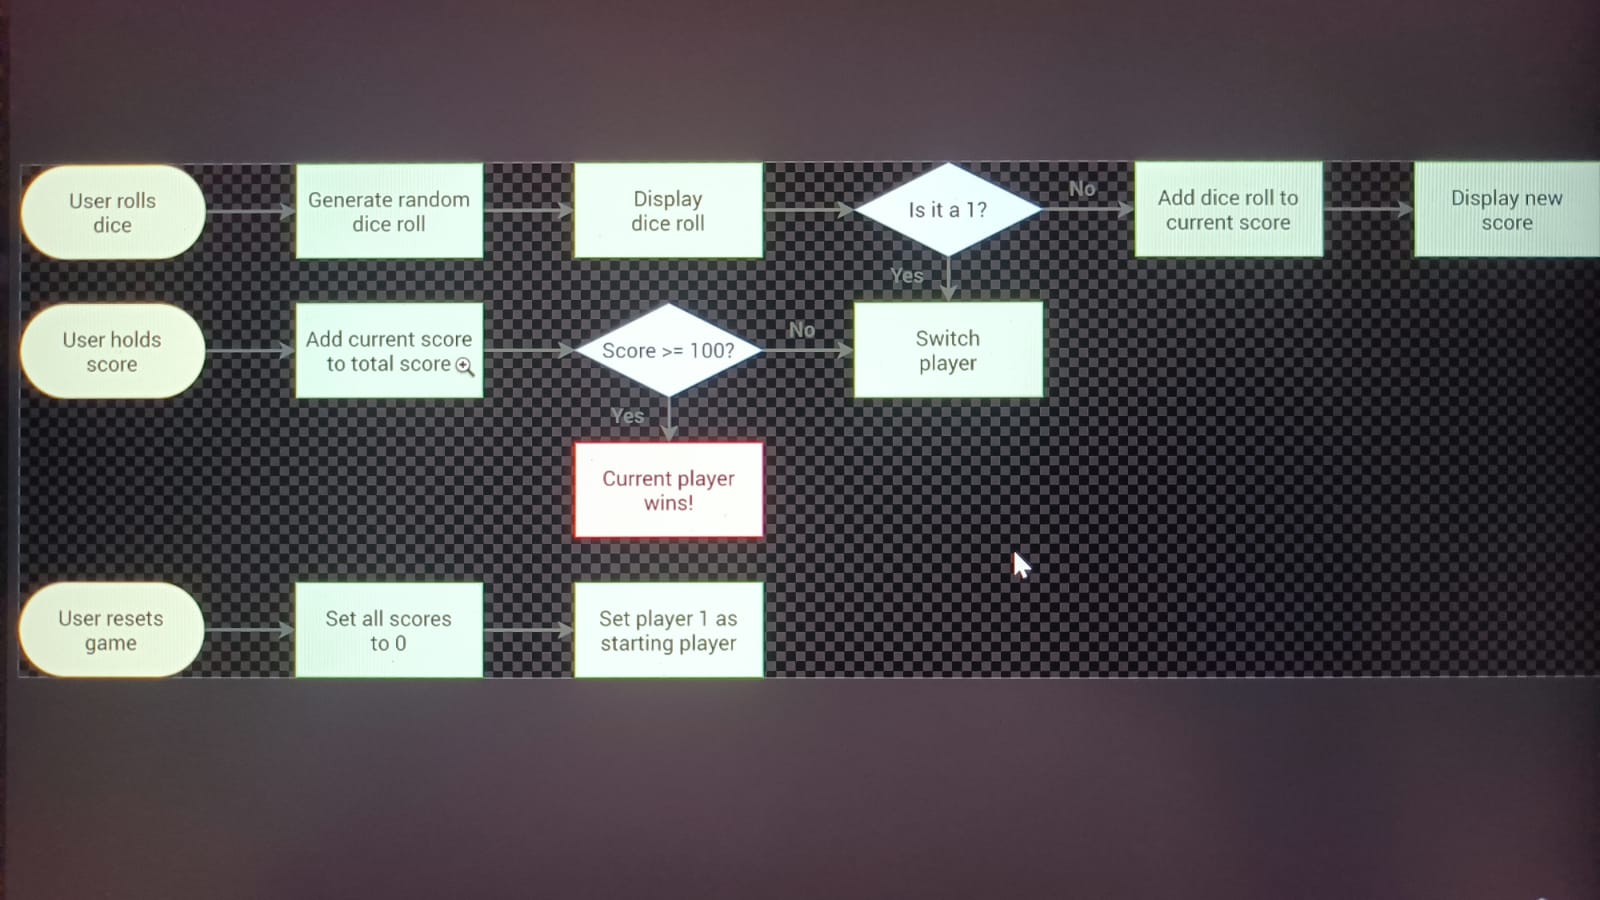 User rolls
dice
Generate random
dice roll
Display
dice roll
Is it a 1?
No
Add dice roll to
current score
Display new
score
Yes
User holds
score
Add current score
to total score
Score >= 100?
No
Switch
player
Yes
Current player
wins!
User resets
game
Set all scores
to 0
Set player 1 as
starting player